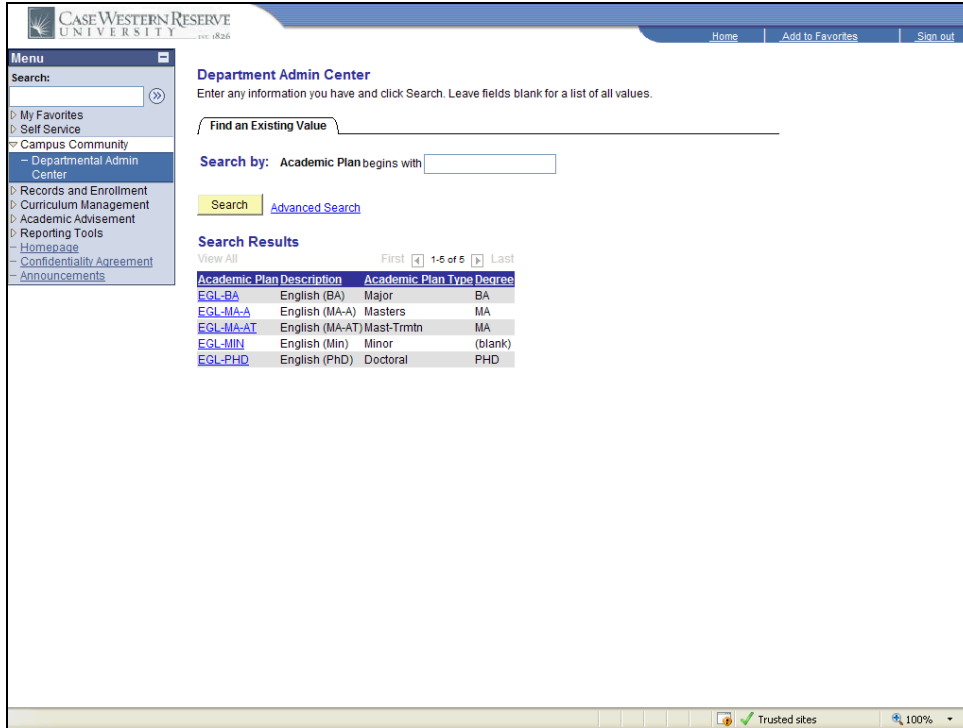 CASE WESTERN RESERVE
UNIVERSITY EST 1826
Home Add to Favorites Sign out
Menu
Search:
My Favorites
Self Service
Campus Community
– Departmental Admin
Center
Records and Enrollment
Curriculum Management
Academic Advisement
Reporting Tools
– Homepage
– Confidentiality Agreement
– Announcements
Department Admin Center
Enter any information you have and click Search. Leave fields blank for a list of all values.
Find an Existing Value
Search by: Academic Plan begins with
Search Advanced Search
Search Results
View All First 1-5 of 5 Last
Academic Plan Description Academic Plan Type Degree
EGL-BA English (BA) Major BA
EGL-MA-A English (MA-A) Masters MA
EGL-MA-AT English (MA-AT) Mast-Trmtn MA
EGL-MIN English (Min) Minor (blank)
EGL-PHD English (PhD) Doctoral PHD
Trusted sites 100%